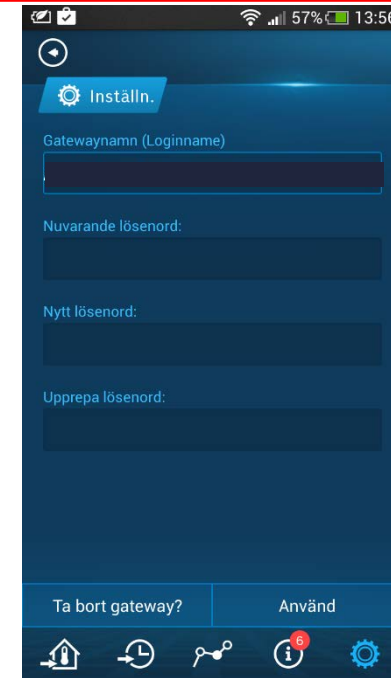 57% 13:56
Inställn.
Gatewaynamn (Loginname)
Nuvarande lösenord:
Nytt lösenord:
Upprepa lösenord:
Ta bort gateway? Använd
6